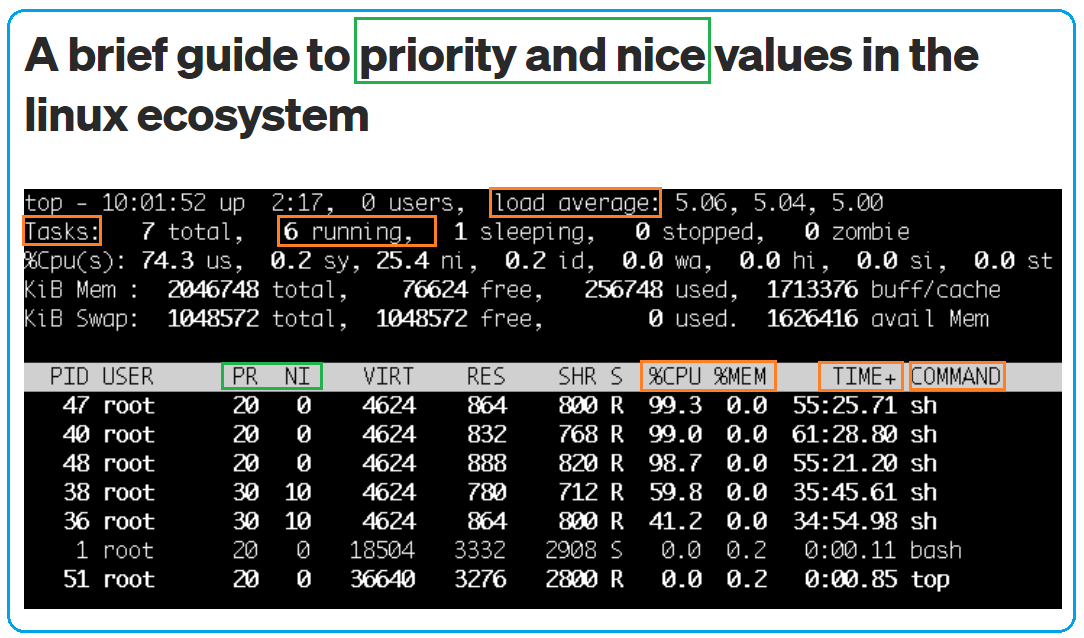 A brief guide to priority and nice values in the
linux ecosystem
top - 10:01:52 up  2:17,  0 users,  load average: 5.06, 5.04, 5.00
Tasks:   7 total,   6 running,   1 sleeping,   0 stopped,   0 zombie
%Cpu(s): 74.3 us,  0.2 sy, 25.4 ni,  0.2 id,  0.0 wa,  0.0 hi,  0.0 si,  0.0 st
KiB Mem :  2046748 total,    76624 free,   256748 used,  1713376 buff/cache
KiB Swap:  1048572 total,  1048572 free,        0 used.  1626416 avail Mem
PID USER      PR  NI    VIRT    RES    SHR S  %CPU %MEM     TIME+ COMMAND
47 root      20   0    4624    864    800 R  99.3  0.0  55:25.71 sh
40 root      20   0    4624    832    768 R  99.0  0.0  61:28.80 sh
48 root      20   0    4624    888    820 R  98.7  0.0  55:21.20 sh
38 root      30  10    4624    780    712 R  59.8  0.0  35:45.61 sh
36 root      30  10    4624    864    800 R  41.2  0.0  34:54.98 sh
1 root      20   0   18504   3332   2908 S   0.0  0.2   0:00.11 bash
51 root      20   0   36640   3276   2800 R   0.0  0.2   0:00.85 top